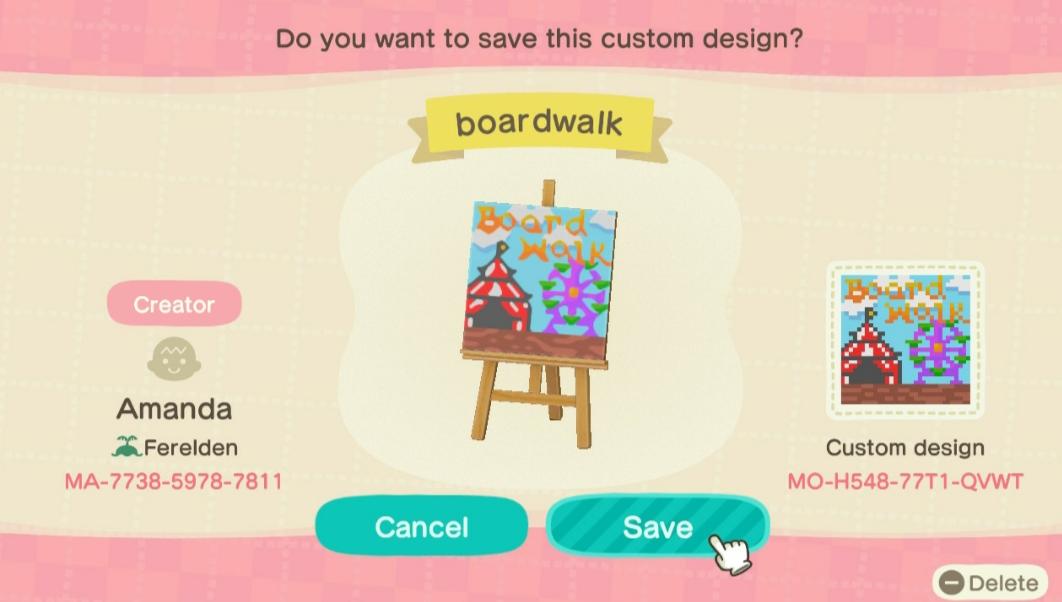 Do you want to save this custom design?
boardwalk
Board
Walk
Creator
Amanda
Ferelden
MA-7738-5978-7811
Board
Walk
Custom design
MO-H548-77T1-QVWT
Cancel
Save
Delete